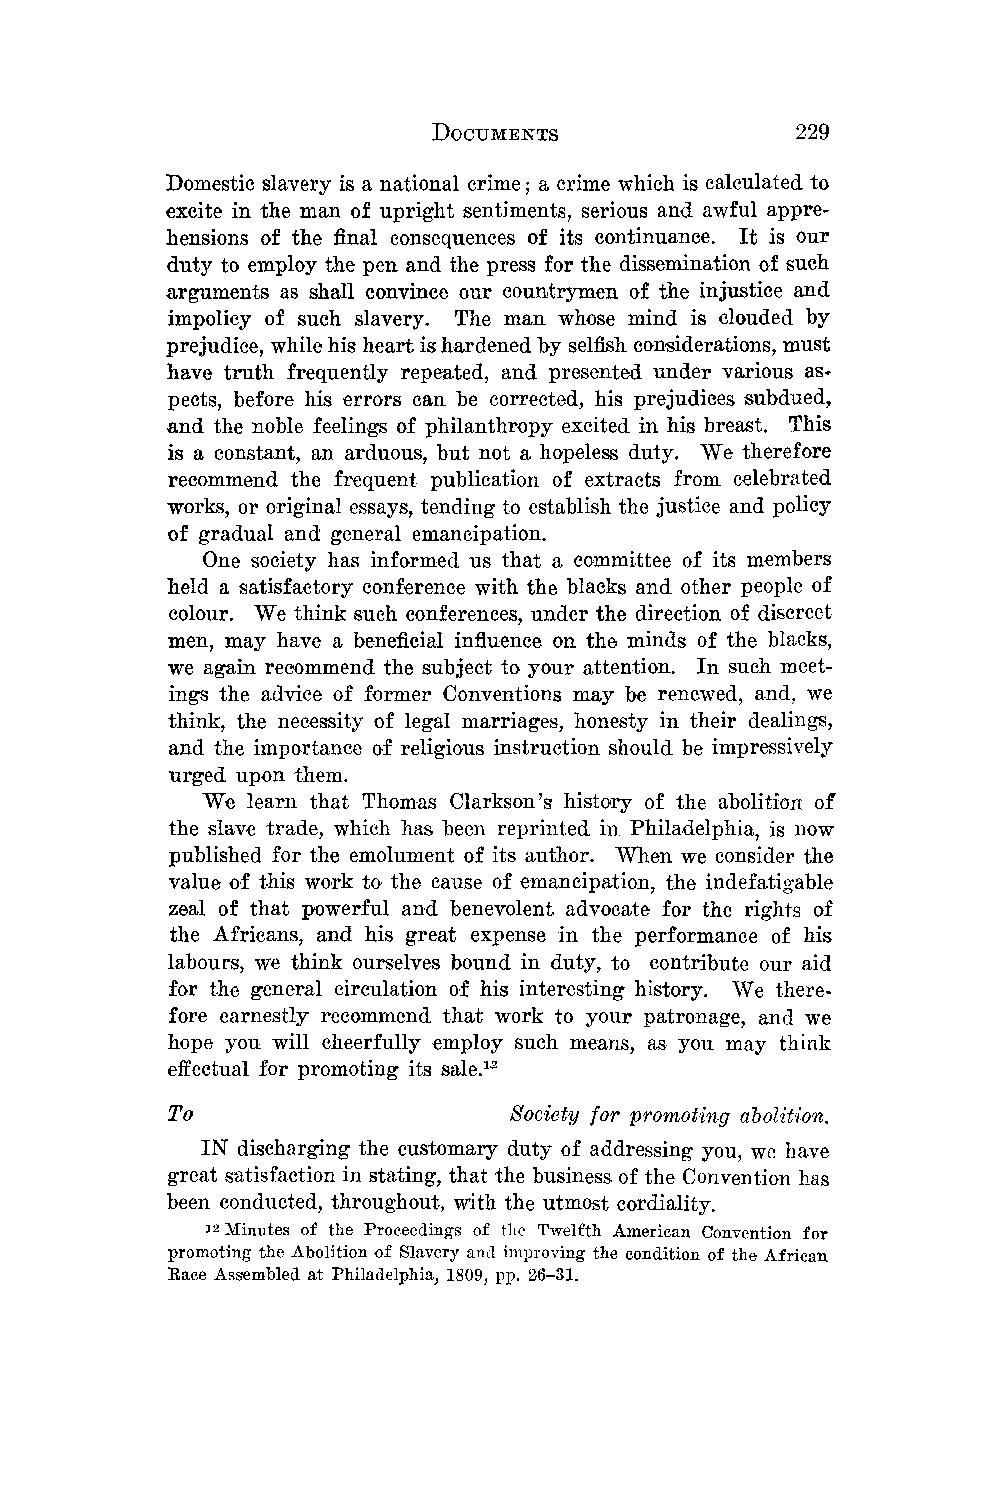 DOCUMENTS 229
Domestic slavery is a national crime; a crime which is calculated to
excite in the man of upright sentiments, serious and awful appre-
hensions of the final consequences of its continuance. It is our
duty to employ the pen and the press for the dissemination of such
arguments as shall convince our countrymen of the injustice and
impolicy of such slavery. The man whose mind is clouded by
prejudice, while his heart is hardened by selfish considerations, must
have truth frequently repeated, and presented under various as-
pects, before his errors can be corrected, his prejudices subdued,
and the noble feelings of philanthropy excited in his breast. This
is a constant, an arduous, but not a hopeless duty. We therefore
recommend the frequent publication of extracts from celebrated
works, or original essays, tending to establish the justice and policy
of gradual and general emancipation.
One society has informed us that a committee of its members
held a satisfactory conference with the blacks and other people of
colour. We think such conferences, under the direction of discreet
men, may have a beneficial influence on the minds of the blacks,
we again recommend the subject to your attention. In such meet-
ings the advice of former Conventions may be renewed, and, we
think, the necessity of legal marriages, honesty in their dealings,
and the importance of religious instruction should be impressively
urged upon them.
We learn that Thomas Clarkson's history of the abolition of
the slave trade, which has been reprinted in Philadelphia, is now
published for the emolument of its author. When we consider the
value of this work to the cause of emancipation, the indefatigable
zeal of that powerful and benevolent advocate for the rights of
the Africans, and his great expense in the performance of his
labours, we think ourselves bound in duty, to contribute our aid
for the general circulation of his interesting history. We there-
fore earnestly recommend that work to your patronage, and we
hope you will cheerfully employ such means, as you may think
effectual for promoting its sale.¹²
To Society for promoting abolition.
IN discharging the customary duty of addressing you, we have
great satisfaction in stating, that the business of the Convention has
been conducted, throughout, with the utmost cordiality.
¹² Minutes of the Proceedings of the Twelfth American Convention for
promoting the Abolition of Slavery and improving the condition of the African
Race Assembled at Philadelphia, 1809, pp. 26–31.